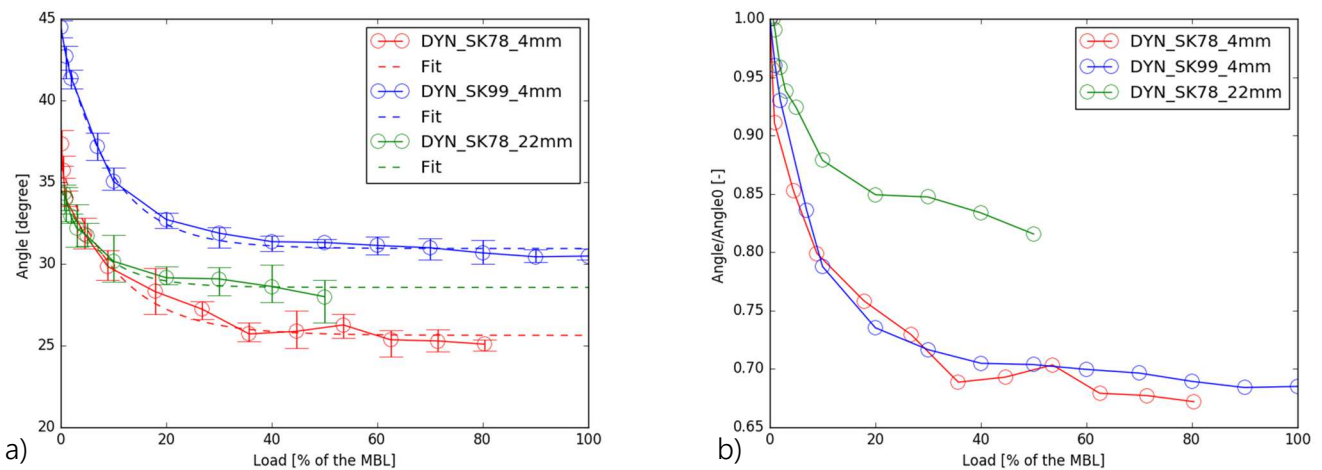 45
40
35
30
25
20
Angle [degree]
DYN_SK78_4mm
Fit
DYN_SK99_4mm
Fit
DYN_SK78_22mm
Fit
0 20 40 60 80 100
Load [% of the MBL]
a)
1.00
0.95
0.90
0.85
0.80
0.75
0.70
0.65
Angle/Angle0 [-]
DYN_SK78_4mm
DYN_SK99_4mm
DYN_SK78_22mm
0 20 40 60 80 100
Load [% of the MBL]
b)